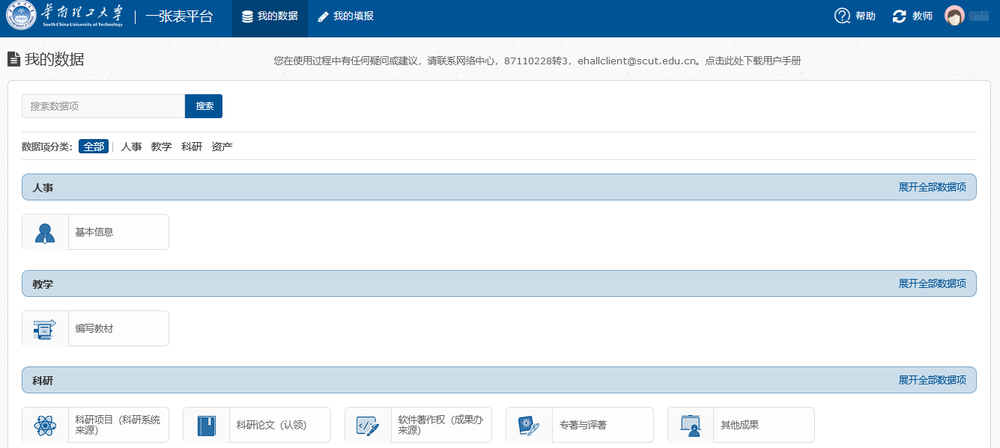 华南理工大学
South China University of Technology
一张表平台
我的数据
我的填报
帮助
教师
我的数据
您在使用过程中有任何疑问或建议，请联系网络中心，87110228转3，ehallclient@scut.edu.cn。点击此处下载用户手册
搜索数据项
搜索
数据项分类：
全部
人事
教学
科研
资产
人事
展开全部数据项
基本信息
教学
展开全部数据项
编写教材
科研
展开全部数据项
科研项目（科研系统
来源）
科研论文（认领）
软件著作权（成果办
来源）
专著与译著
其他成果